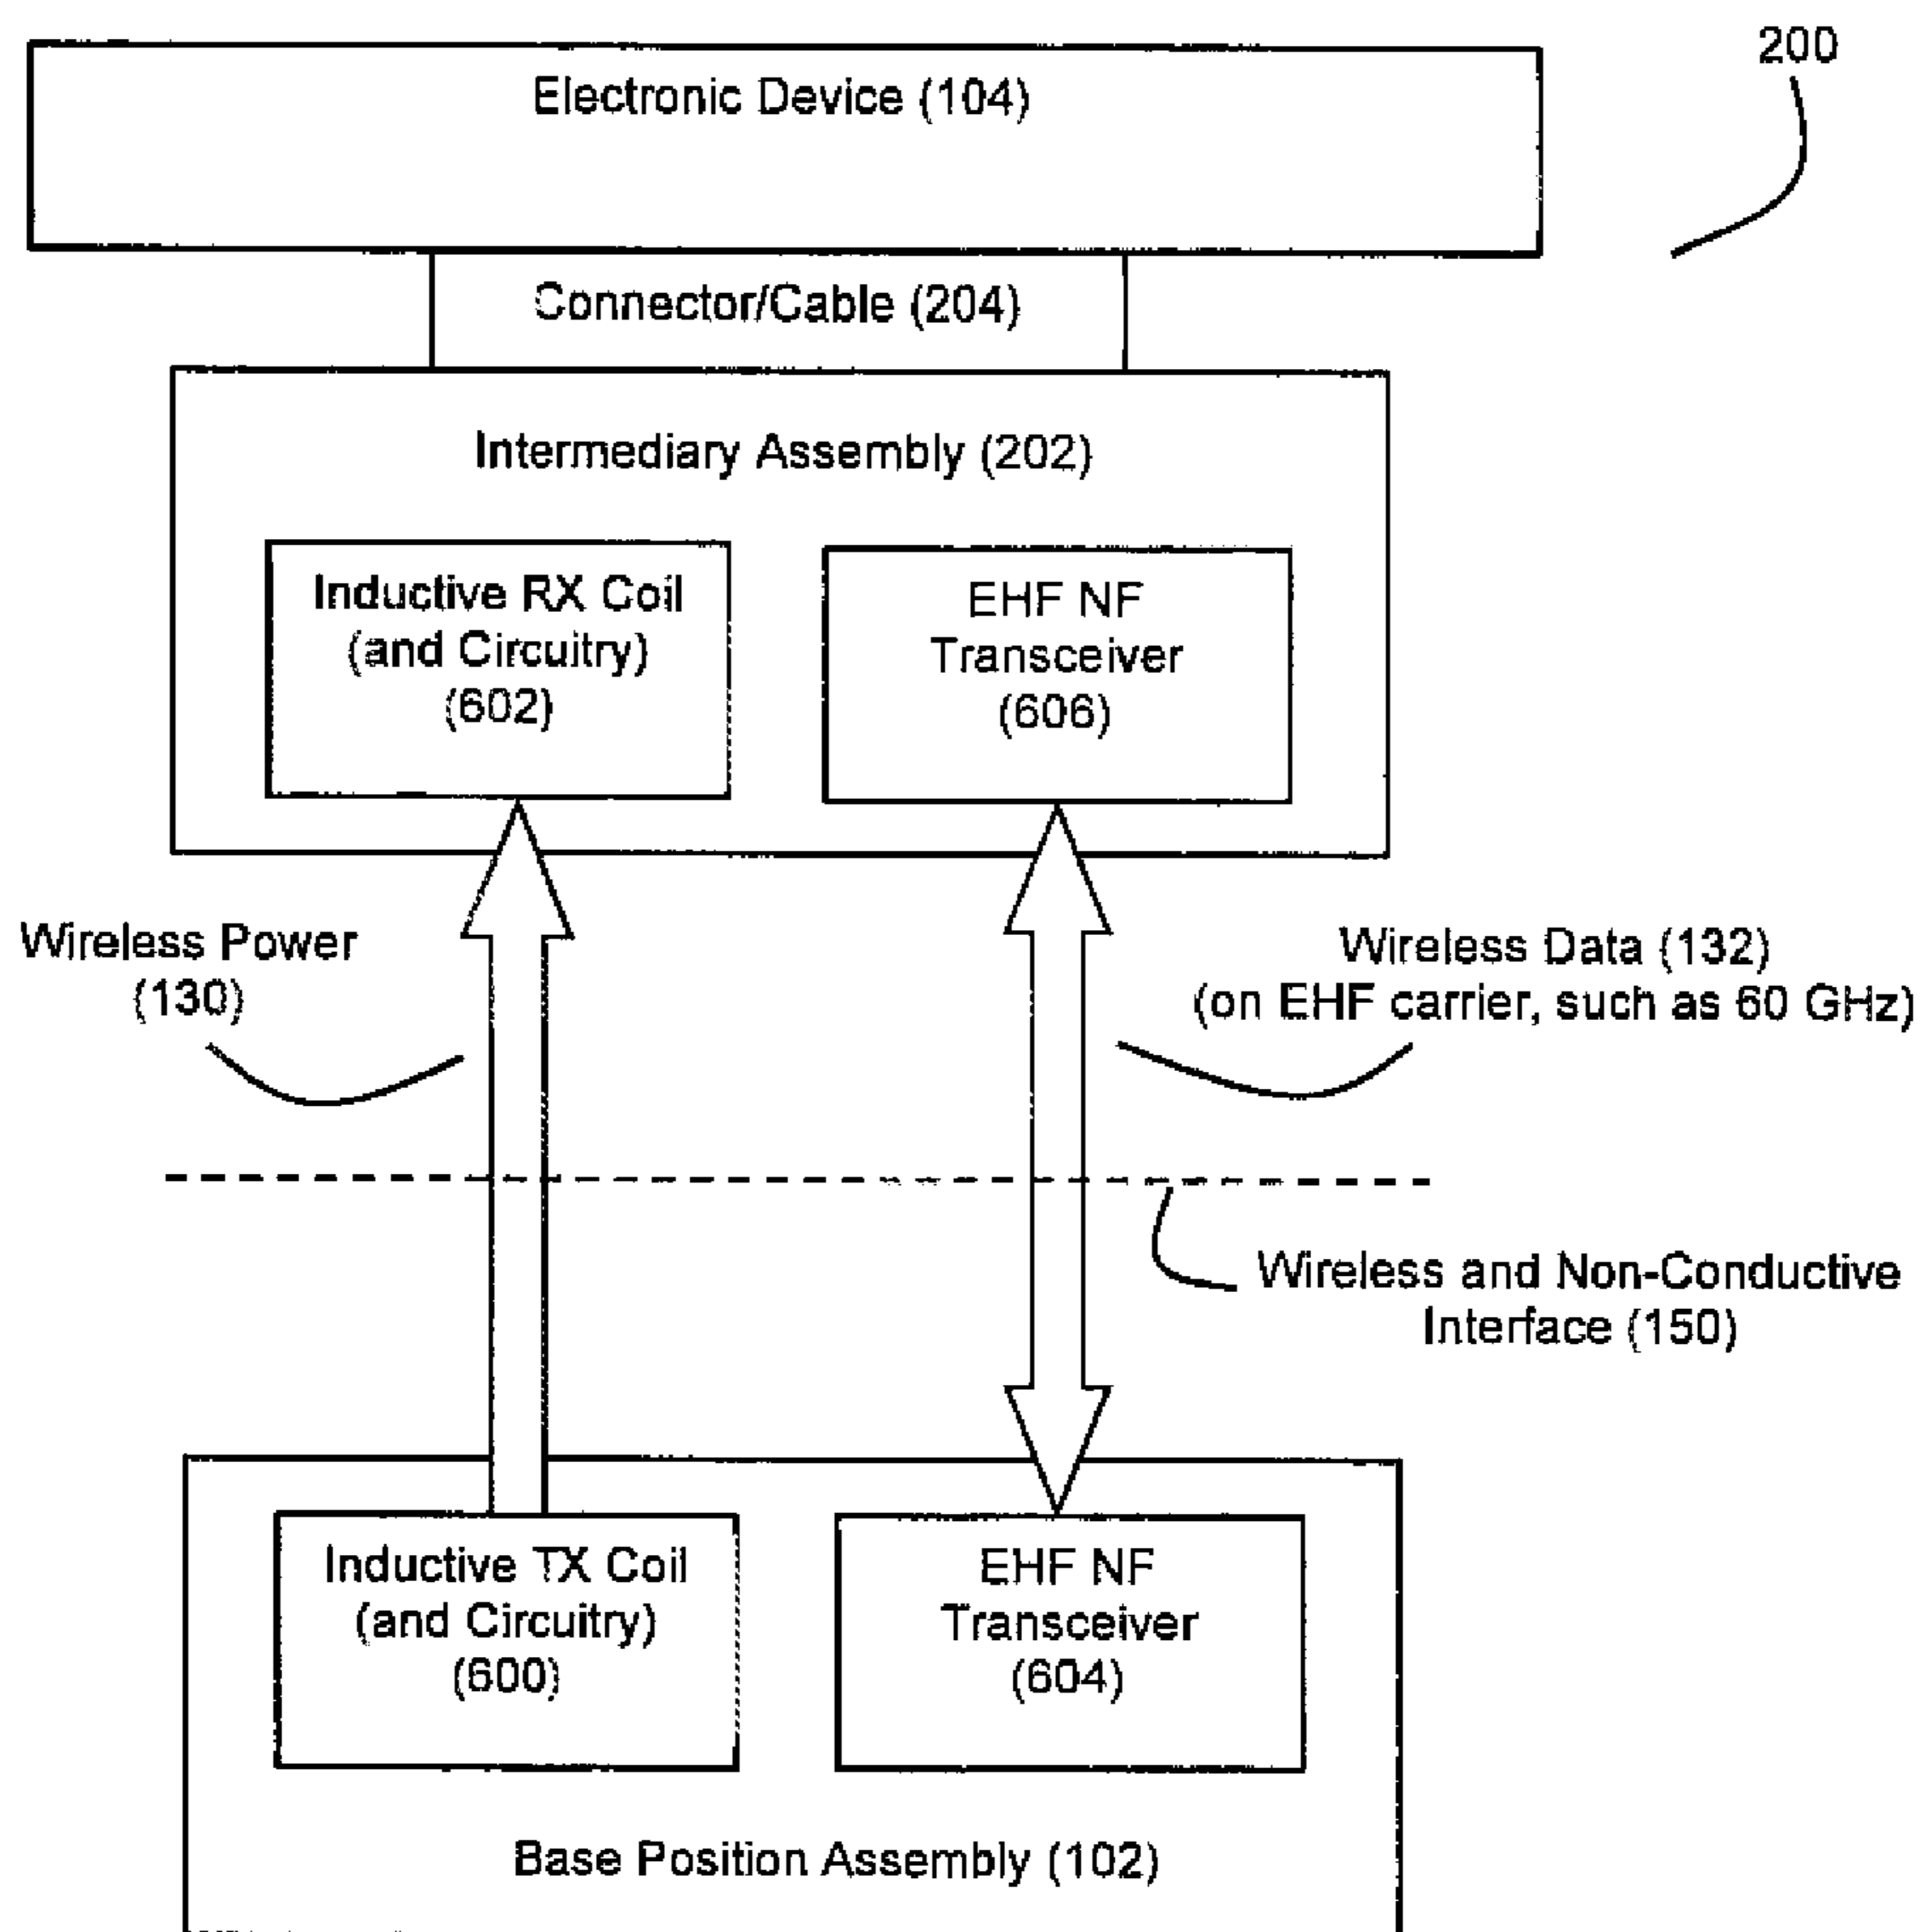 200
Electronic Device (104)
Connector/Cable (204)
Intermediary Assembly (202)
Inductive RX Coil
(and Circuitry)
(602)
EHF NF
Transceiver
(606)
Wireless Power
(130)
Wireless Data (132)
(on EHF carrier, such as 60 GHz)
Wireless and Non-Conductive
Interface (150)
Inductive TX Coil
(and Circuitry)
(600)
EHF NF
Transceiver
(604)
Base Position Assembly (102)